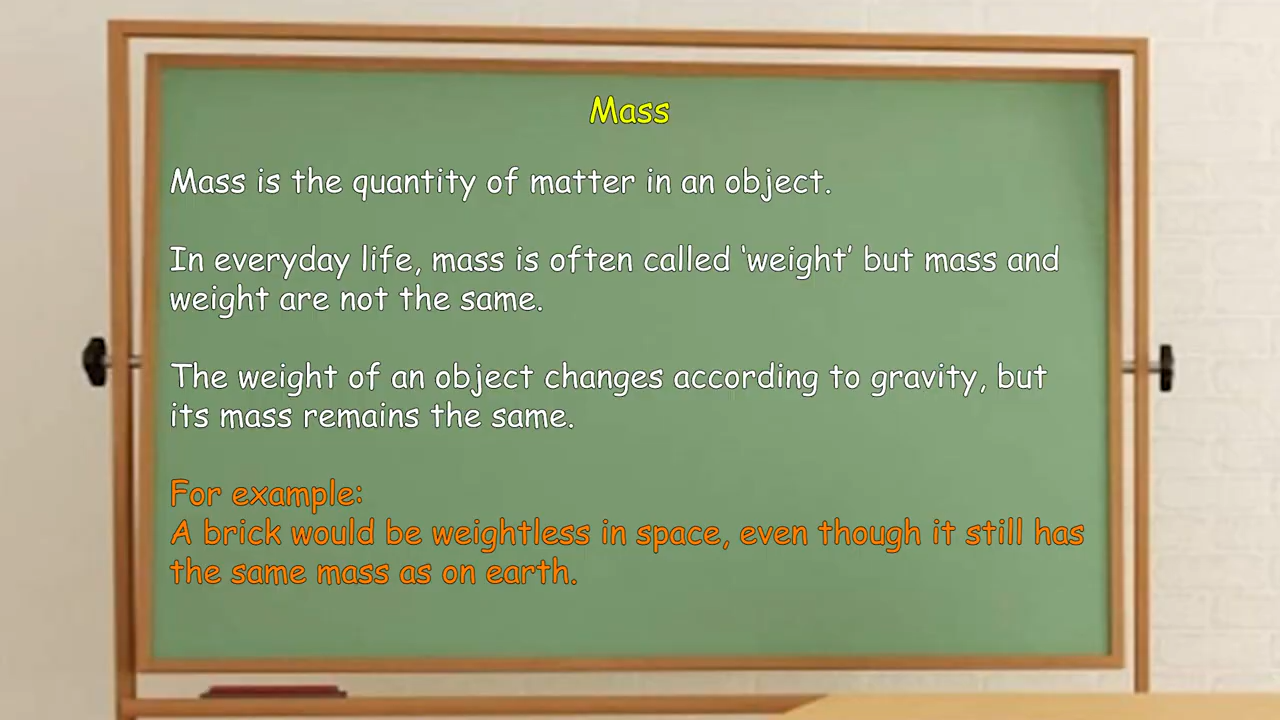 Mass
Mass is the quantity of matter in an object.
In everyday life, mass is often called ‘weight’ but mass and
weight are not the same.
The weight of an object changes according to gravity, but
its mass remains the same.
For example:
A brick would be weightless in space, even though it still has
the same mass as on earth.